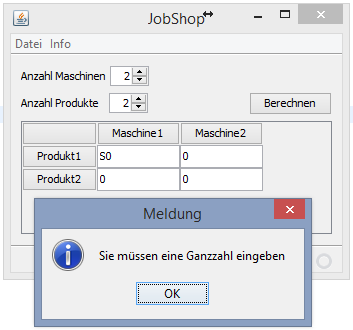 JobShop
Datei Info
Anzahl Maschinen 2
Anzahl Produkte 2 Berechnen
Maschine1 Maschine2
Produkt1 S0 0
Produkt2 0 0
Meldung
Sie müssen eine Ganzzahl eingeben
OK